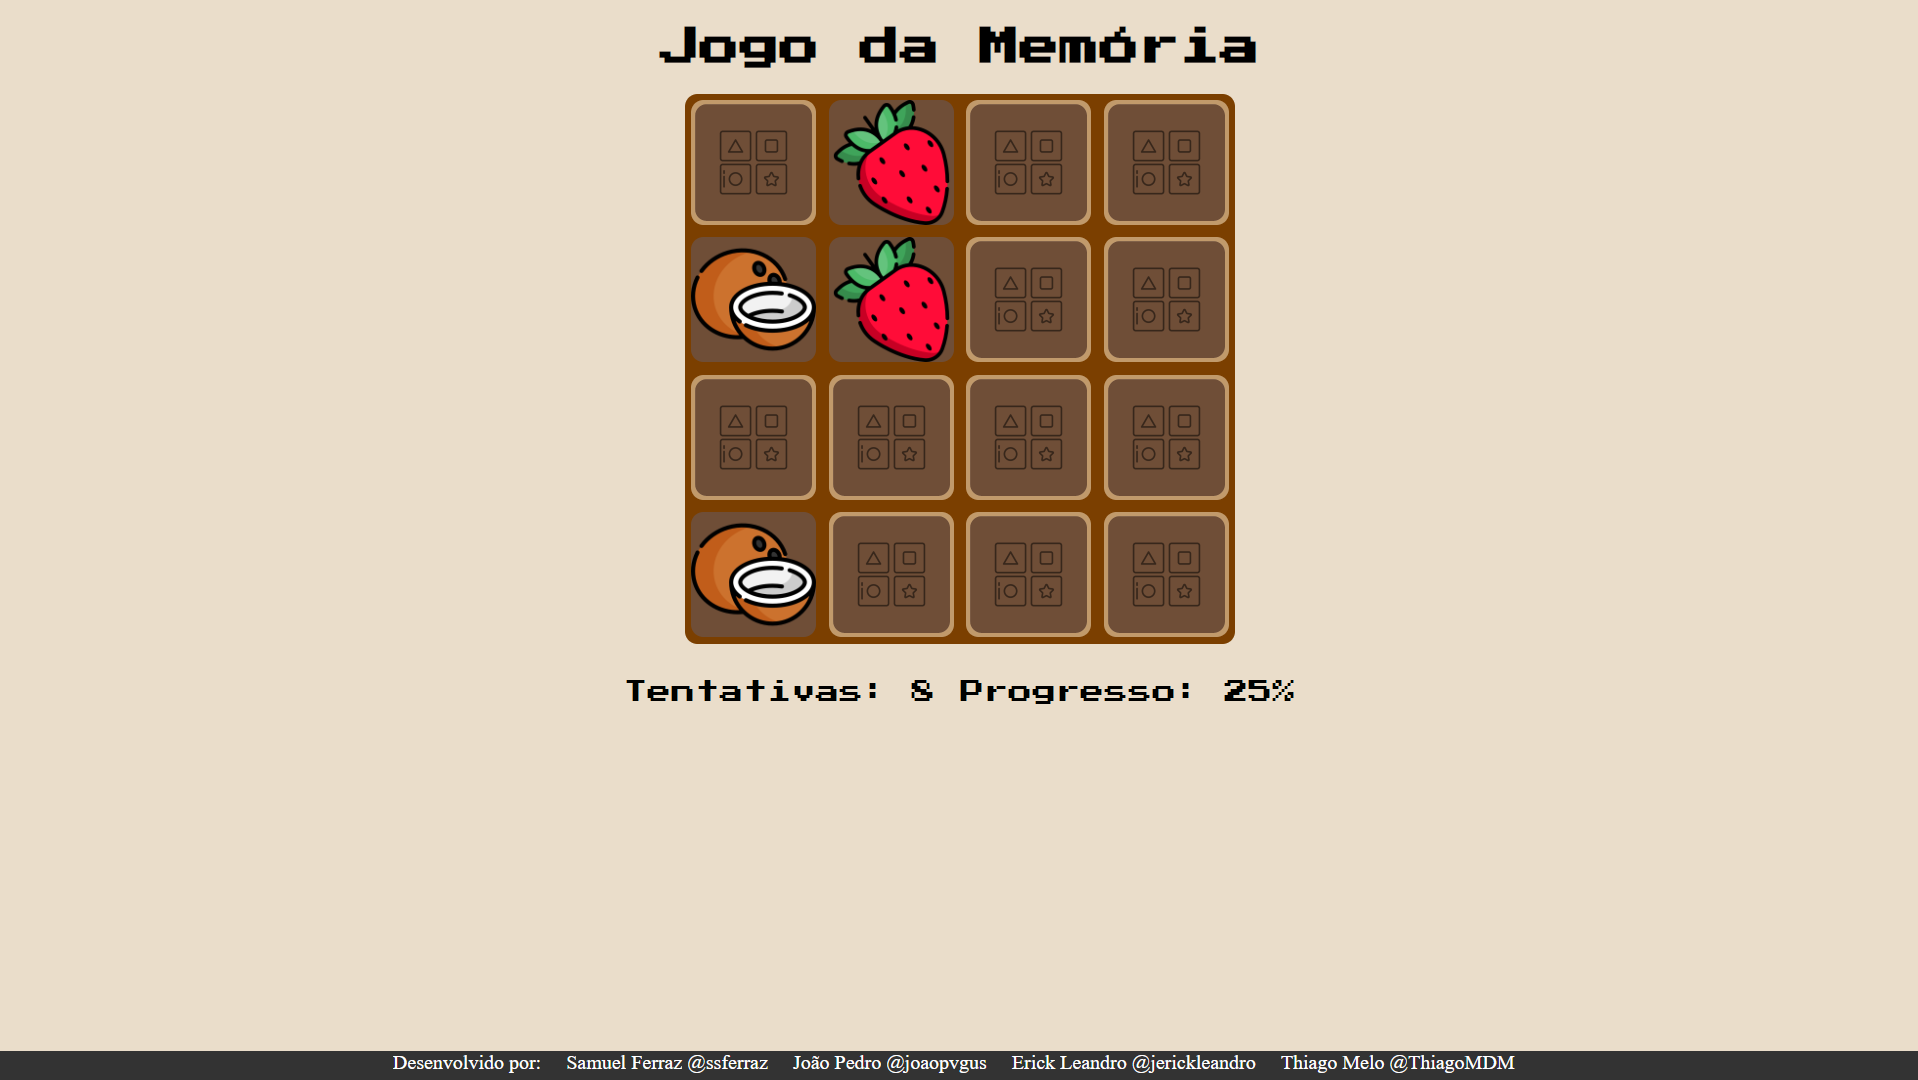 Jogo da Memória
Tentativas: 8 Progresso: 25%
Desenvolvido por: Samuel Ferraz @ssferraz João Pedro @joaopvgus Erick Leandro @jerickleandro Thiago Melo @ThiagoMDM